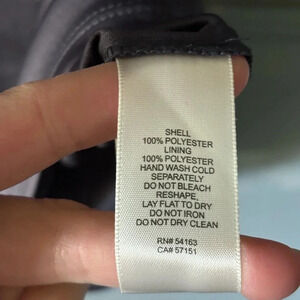 SHELL
100% POLYESTER
LINING
100% POLYESTER
HAND WASH COLD
SEPARATELY
DO NOT BLEACH
RESHAPE,
LAY FLAT TO DRY
DO NOT IRON
DO NOT DRY CLEAN
RN# 54163
CA# 57151